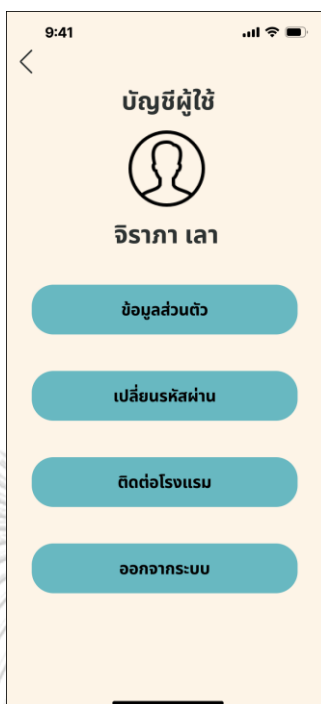 9:41
บัญชีผู้ใช้
จิราภา เลา
ข้อมูลส่วนตัว
เปลี่ยนรหัสผ่าน
ติดต่อโรงแรม
ออกจากระบบ